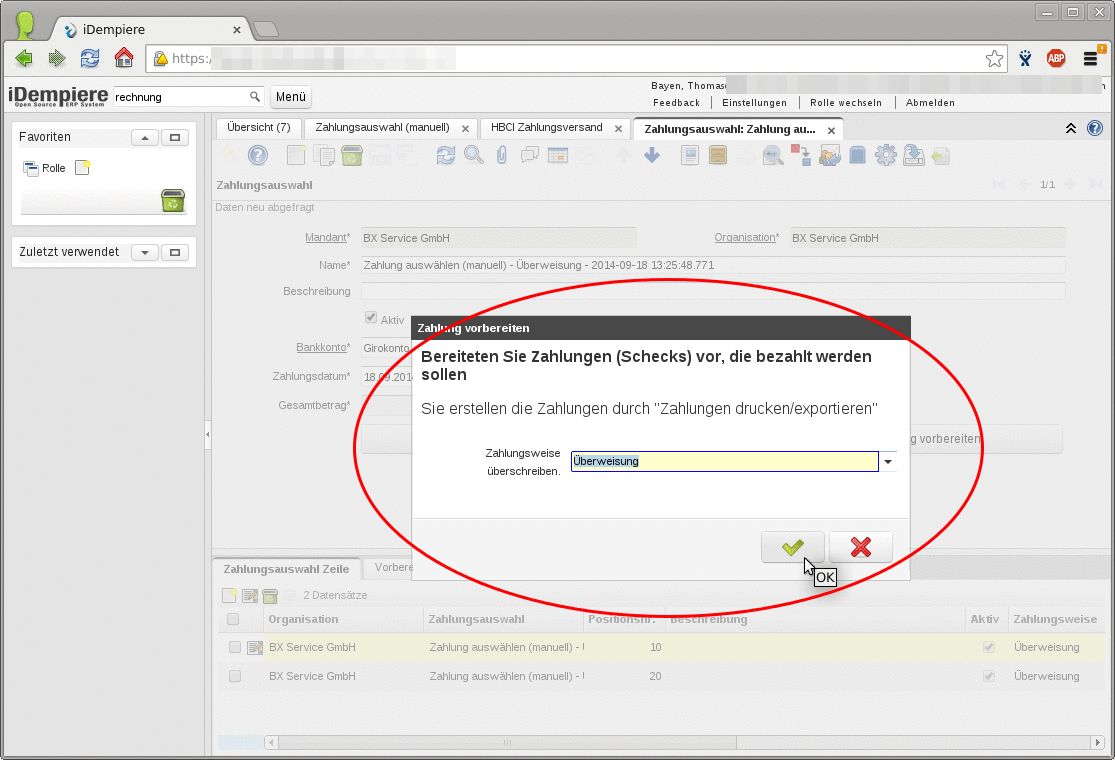 iDempiere
https:/
iDempiere
Open Source ERP System
rechnung
Menü
Bayen, Thomas
Feedback
Einstellungen
Rolle wechseln
Abmelden
Favoriten
Rolle
Zuletzt verwendet
Übersicht (7)
Zahlungsauswahl (manuell)
HBCI Zahlungsversand
Zahlungsauswahl: Zahlung au...
Zahlungsauswahl
1/1
Daten neu abgefragt
Mandant* BX Service GmbH
Organisation* BX Service GmbH
Name* Zahlung auswählen (manuell) - Überweisung - 2014-09-18 13:25:48.771
Beschreibung
Aktiv
Bankkonto* Girokonto
Zahlungsdatum* 18.09.2014
Gesamtbetrag*
g vorbereiten
Zahlung vorbereiten
Bereiteten Sie Zahlungen (Schecks) vor, die bezahlt werden
sollen
Sie erstellen die Zahlungen durch "Zahlungen drucken/exportieren"
Zahlungsweise
überschreiben.
Überweisung
OK
Zahlungsauswahl Zeile
Vorbere
2 Datensätze
Organisation Zahlungsauswahl Positionsnr. Beschreibung Aktiv Zahlungsweise
BX Service GmbH Zahlung auswählen (manuell) - 10 Überweisung
BX Service GmbH Zahlung auswählen (manuell) - 20 Überweisung
ABP